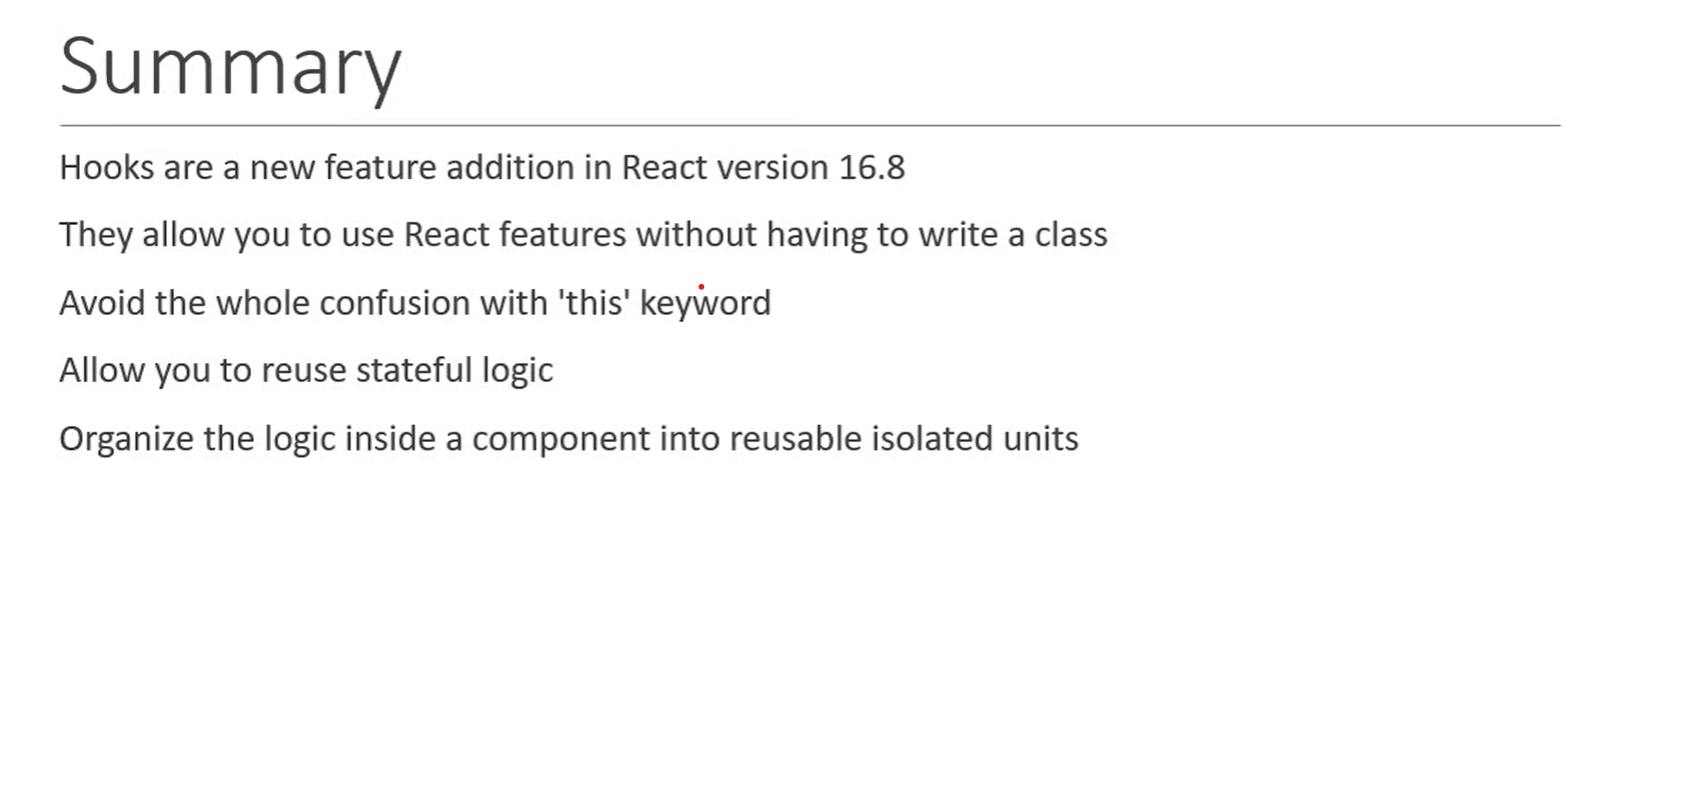 Summary
Hooks are a new feature addition in React version 16.8
They allow you to use React features without having to write a class
Avoid the whole confusion with 'this' keyword
Allow you to reuse stateful logic
Organize the logic inside a component into reusable isolated units